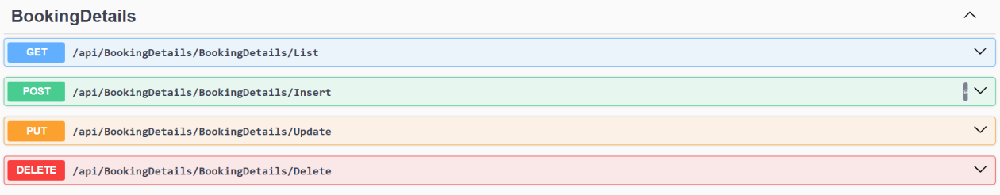 BookingDetails
GET /api/BookingDetails/BookingDetails/List
POST /api/BookingDetails/BookingDetails/Insert
PUT /api/BookingDetails/BookingDetails/Update
DELETE /api/BookingDetails/BookingDetails/Delete